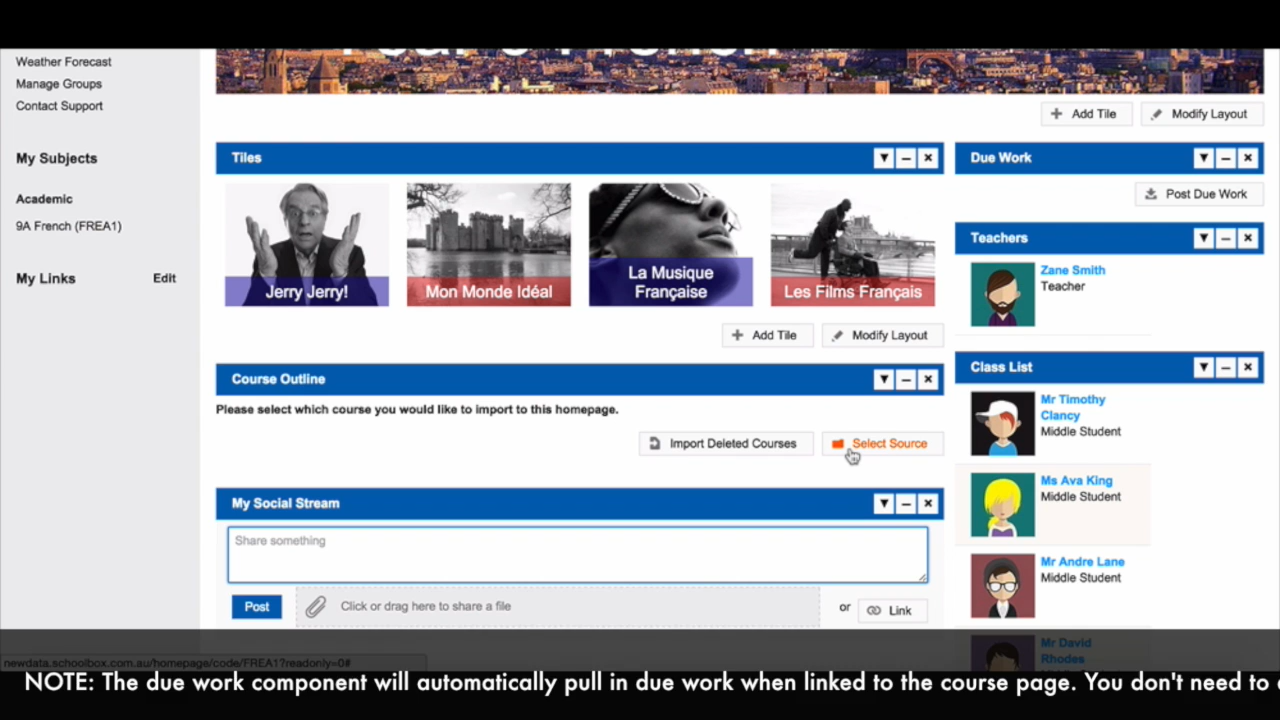 Weather Forecast
Manage Groups
Contact Support
My Subjects
Academic
9A French (FREA1)
My Links Edit
Add Tile Modify Layout
Tiles
Jerry Jerry!
Mon Monde Idéal
La Musique
Française
Les Films Français
Add Tile Modify Layout
Course Outline
Please select which course you would like to import to this homepage.
Import Deleted Courses Select Source
My Social Stream
Share something
Post Click or drag here to share a file or Link
Due Work
Post Due Work
Teachers
Zane Smith
Teacher
Class List
Mr Timothy
Clancy
Middle Student
Ms Ava King
Middle Student
Mr Andre Lane
Middle Student
Mr David
Rhodes
newdata.schoolbox.com.au/homepage/code/FREA1?readonly=0#
NOTE: The due work component will automatically pull in due work when linked to the course page. You don't need to